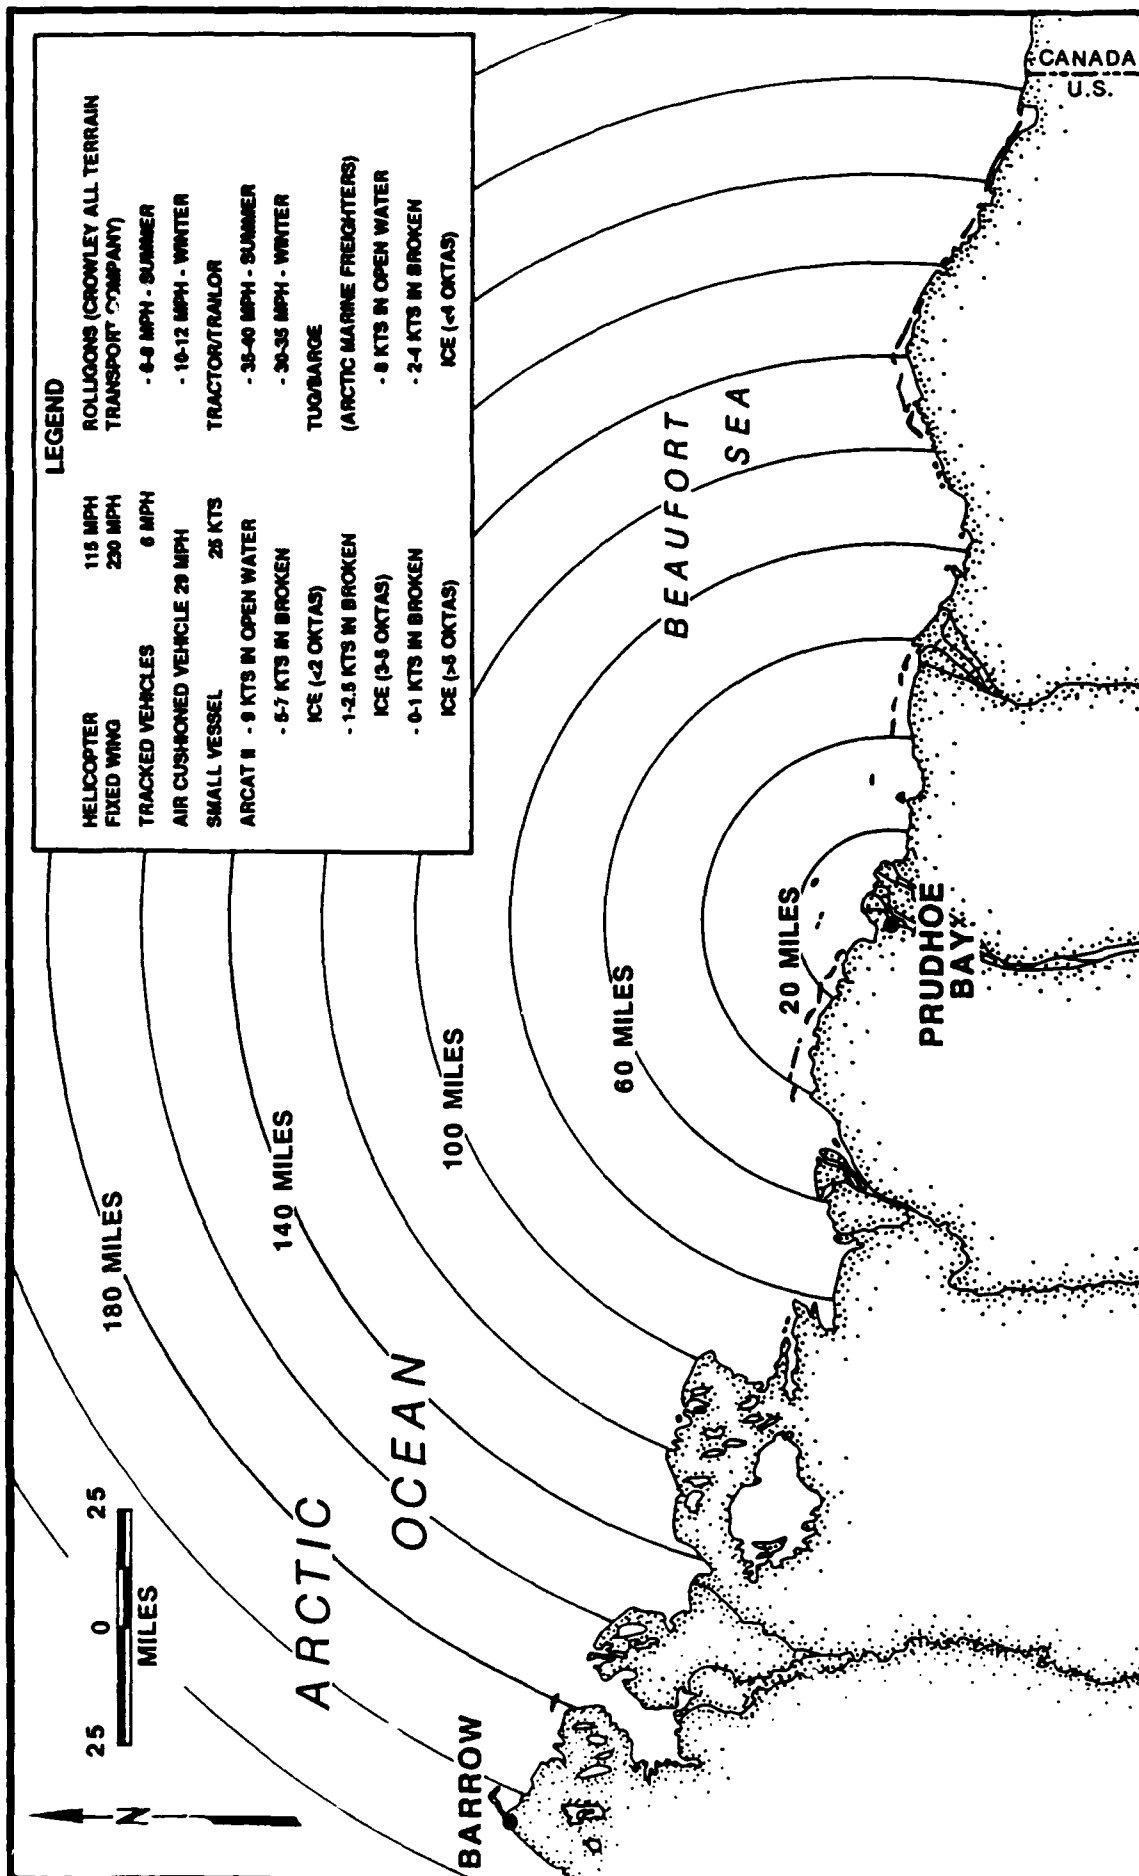 LEGEND
HELICOPTER 115 MPH
FIXED WING 230 MPH
TRACKED VEHICLES 6 MPH
AIR CUSHIONED VEHICLE 29 MPH
SMALL VESSEL 25 KTS
ARCAT II - 9 KTS IN OPEN WATER
- 5-7 KTS IN BROKEN
ICE (<2 OKTAS)
- 1-2.5 KTS IN BROKEN
ICE (3-5 OKTAS)
- 0-1 KTS IN BROKEN
ICE (>5 OKTAS)
ROLLIGONS (CROWLEY ALL TERRAIN
TRANSPORT COMPANY)
- 6-8 MPH - SUMMER
- 10-12 MPH - WINTER
TRACTOR/TRAILOR
- 35-40 MPH - SUMMER
- 30-35 MPH - WINTER
TUG/BARGE
(ARCTIC MARINE FREIGHTERS)
- 8 KTS IN OPEN WATER
- 2-4 KTS IN BROKEN
ICE (<4 OKTAS)
N
25 0 25
MILES
180 MILES
140 MILES
100 MILES
60 MILES
20 MILES
ARCTIC
OCEAN
BEAUFORT
SEA
BARROW
PRUDHOE
BAY
CANADA
U.S.